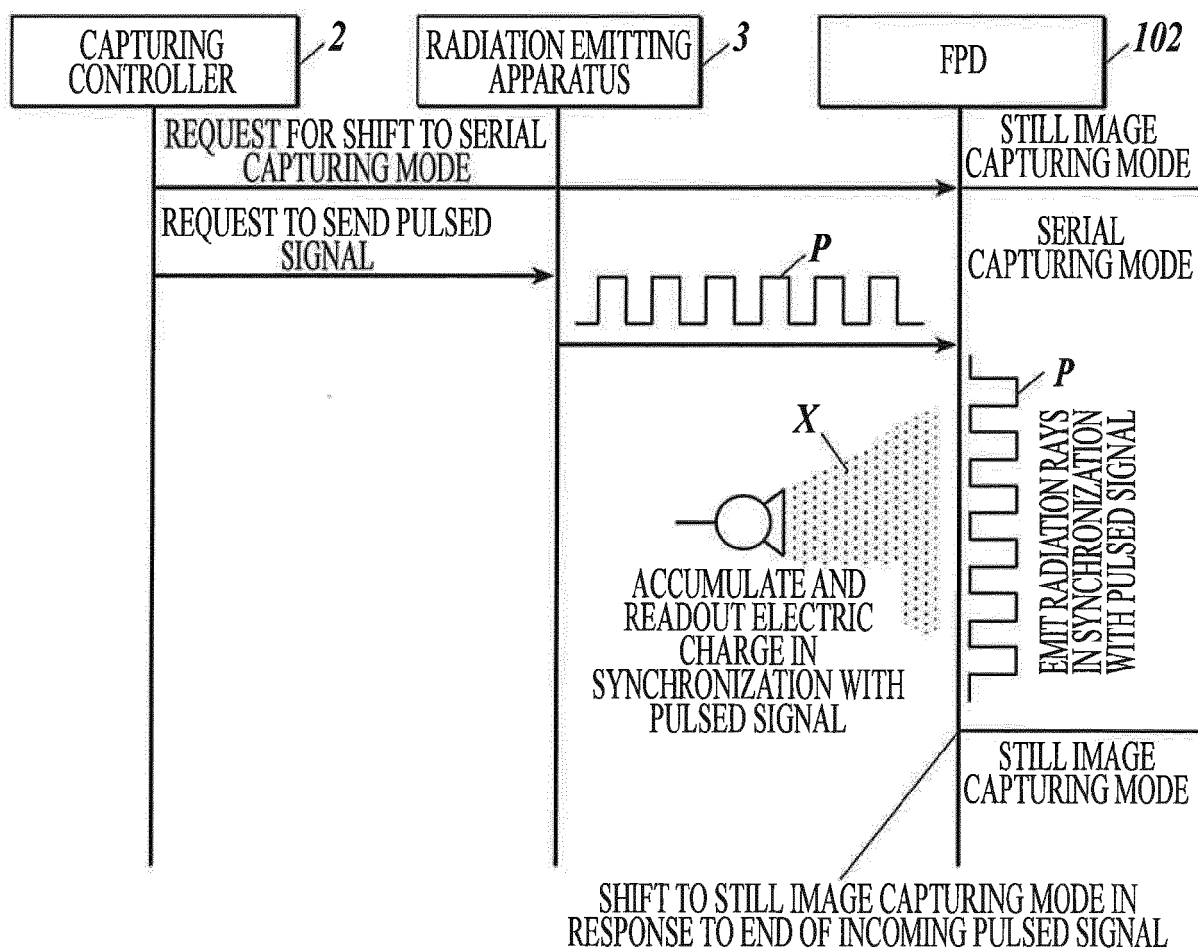 CAPTURING
CONTROLLER
2
RADIATION EMITTING
APPARATUS
3
FPD
102
REQUEST FOR SHIFT TO SERIAL
CAPTURING MODE
STILL IMAGE
CAPTURING MODE
REQUEST TO SEND PULSED
SIGNAL
SERIAL
CAPTURING MODE
P
P
X
EMIT RADIATION RAYS
IN SYNCHRONIZATION
WITH PULSED SIGNAL
ACCUMULATE AND
READOUT ELECTRIC
CHARGE IN
SYNCHRONIZATION WITH
PULSED SIGNAL
STILL IMAGE
CAPTURING MODE
SHIFT TO STILL IMAGE CAPTURING MODE IN
RESPONSE TO END OF INCOMING PULSED SIGNAL